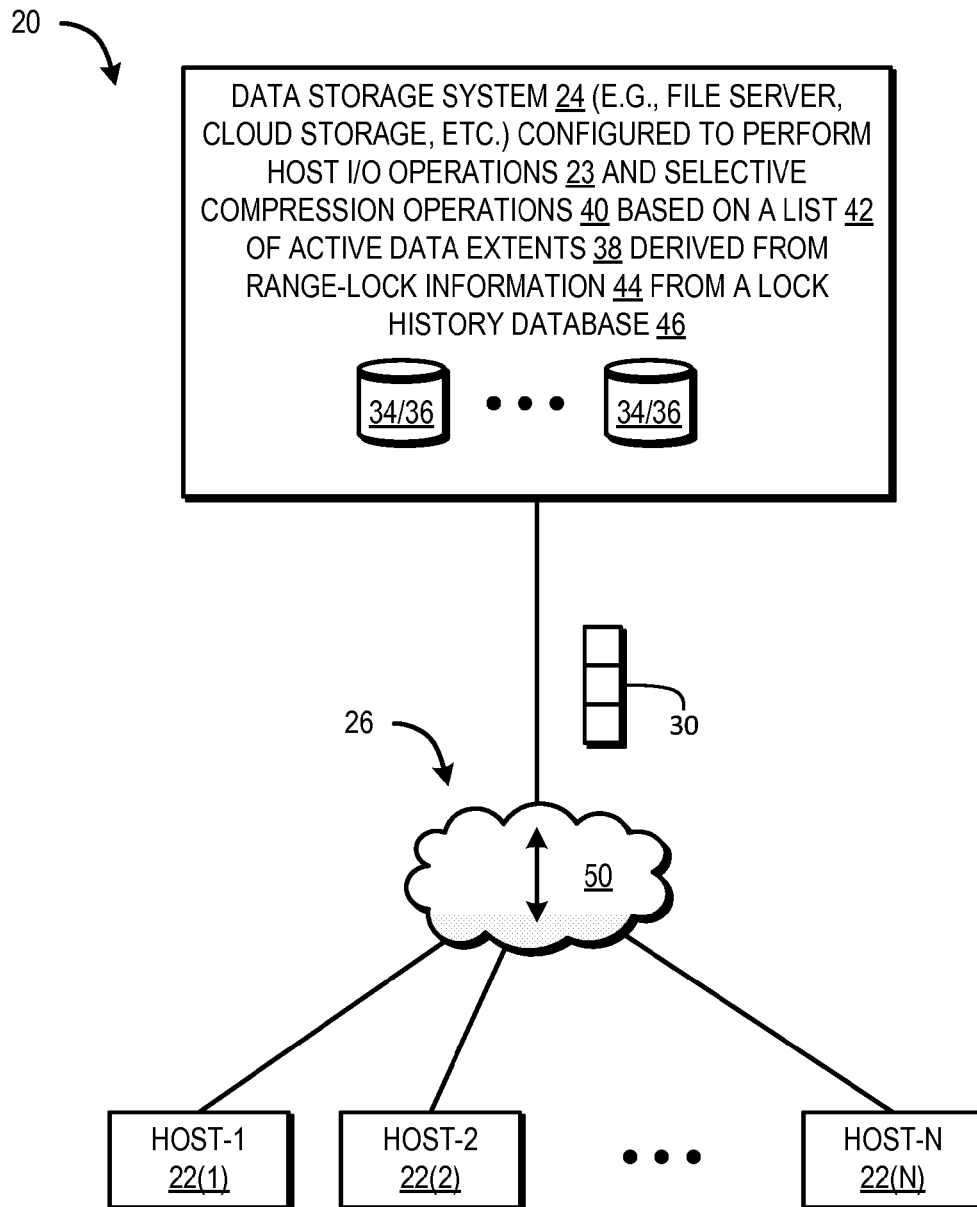 20
DATA STORAGE SYSTEM 24 (E.G., FILE SERVER,
CLOUD STORAGE, ETC.) CONFIGURED TO PERFORM
HOST I/O OPERATIONS 23 AND SELECTIVE
COMPRESSION OPERATIONS 40 BASED ON A LIST 42
OF ACTIVE DATA EXTENTS 38 DERIVED FROM
RANGE-LOCK INFORMATION 44 FROM A LOCK
HISTORY DATABASE 46
34/36 • • • 34/36
30
26
50
HOST-1
22(1)
HOST-2
22(2)
• • •
HOST-N
22(N)